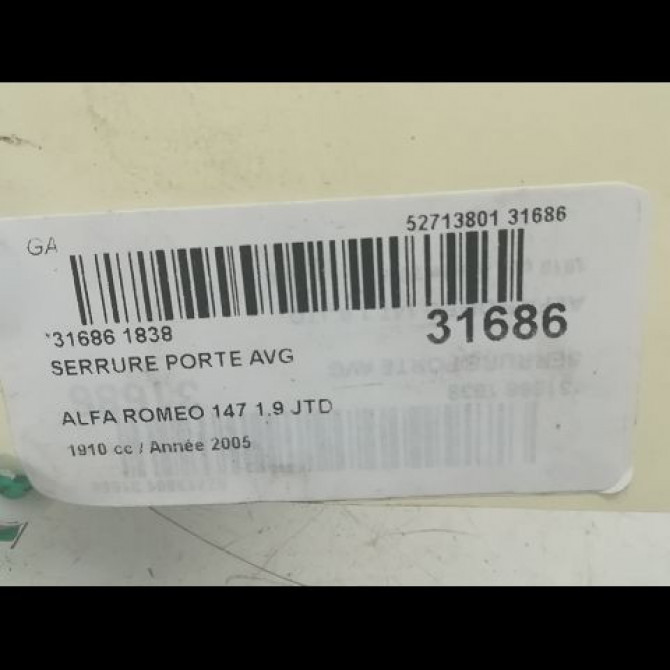 GA
52713801 31686
*31686 1838
31686
SERRURE PORTE AVG
ALFA ROMEO 147 1.9 JTD
1910 cc / Année 2005